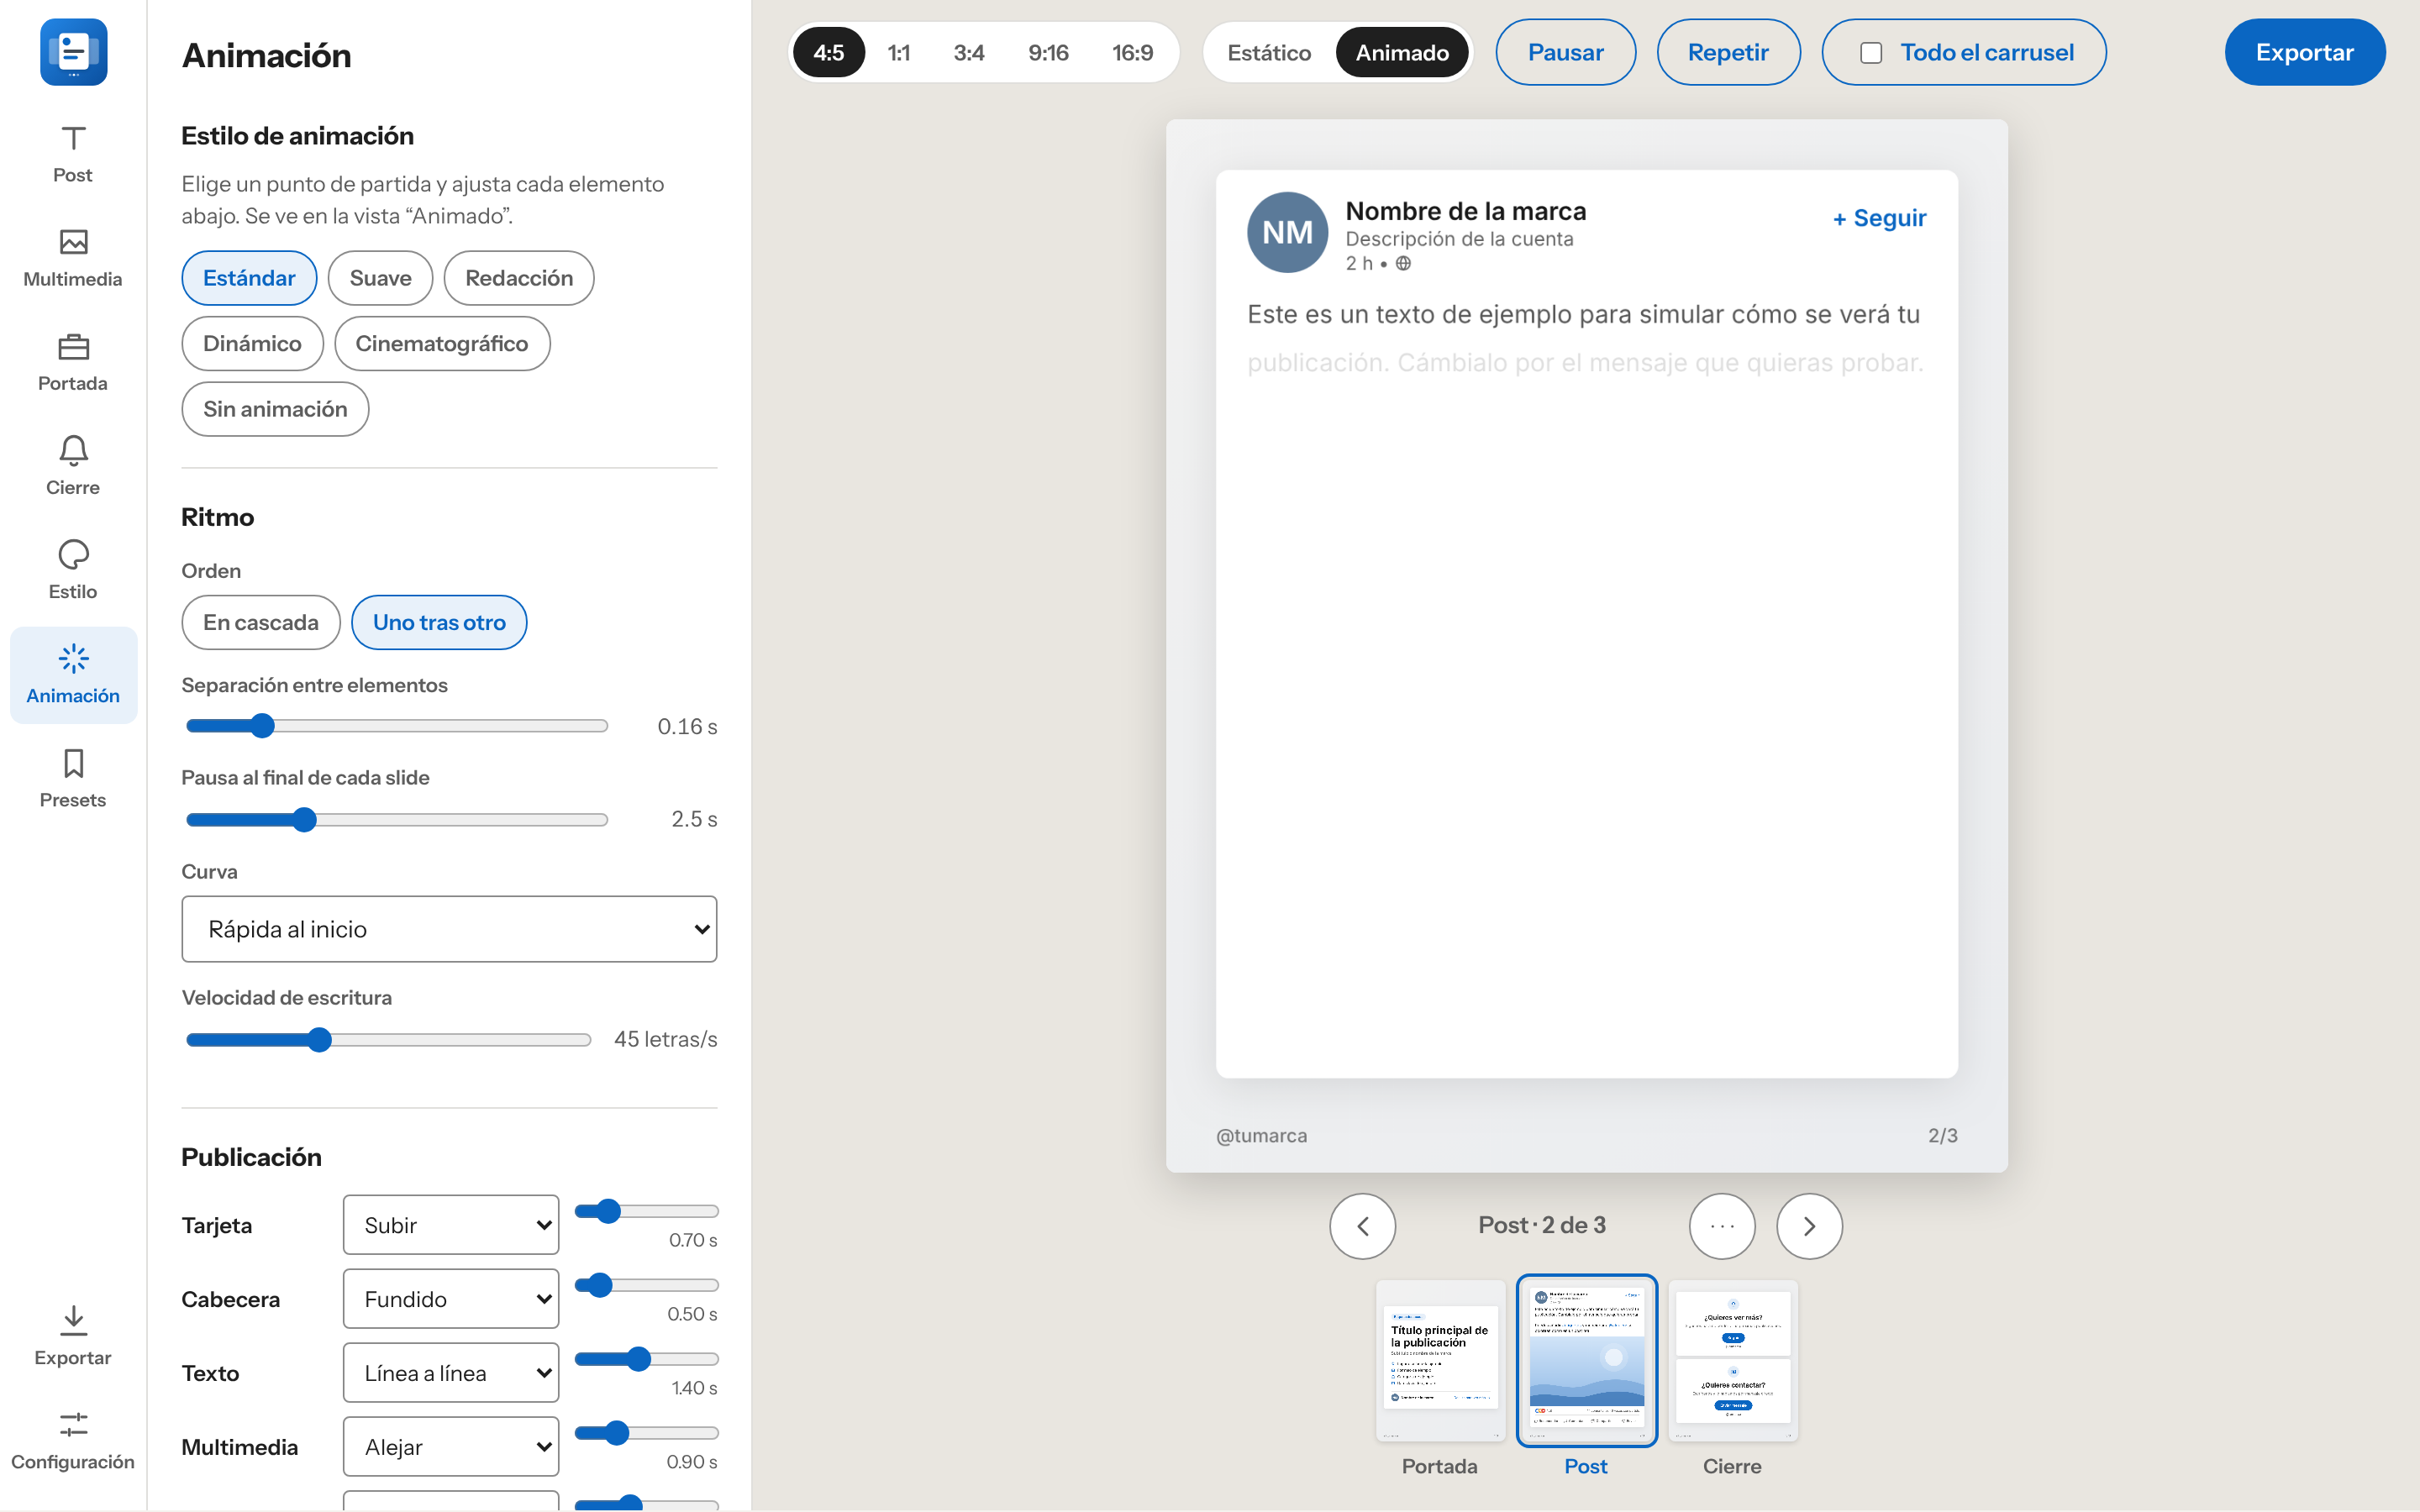 Post
Multimedia
Portada
Cierre
Estilo
Animación
Presets
Exportar
Configuración
Animación
Estilo de animación
Elige un punto de partida y ajusta cada elemento
abajo. Se ve en la vista “Animado”.
Estándar
Suave
Redacción
Dinámico
Cinematográfico
Sin animación
Ritmo
Orden
En cascada
Uno tras otro
Separación entre elementos
0.16 s
Pausa al final de cada slide
2.5 s
Curva
Rápida al inicio
Velocidad de escritura
45 letras/s
Publicación
Tarjeta
Subir
0.70 s
Cabecera
Fundido
0.50 s
Texto
Línea a línea
1.40 s
Multimedia
Alejar
0.90 s
4:5
1:1
3:4
9:16
16:9
Estático
Animado
Pausar
Repetir
Todo el carrusel
Exportar
NM
Nombre de la marca
Descripción de la cuenta
2 h •
+ Seguir
Este es un texto de ejemplo para simular cómo se verá tu
publicación. Cámbialo por el mensaje que quieras probar.
@tumarca
2/3
Post · 2 de 3
Título principal de
la publicación
¿Quieres ver más?
¿Quieres contactar?
Portada
Post
Cierre